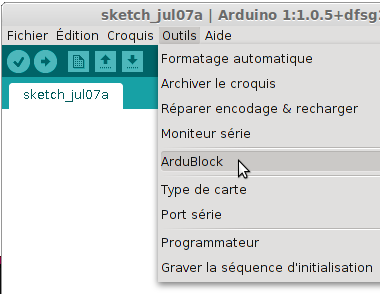 sketch_jul07a | Arduino 1:1.0.5+dfsg
Fichier Édition Croquis Outils Aide
sketch_jul07a
Formatage automatique
Archiver le croquis
Réparer encodage & recharger
Moniteur série
ArduBlock
Type de carte
Port série
Programmateur
Graver la séquence d'initialisation